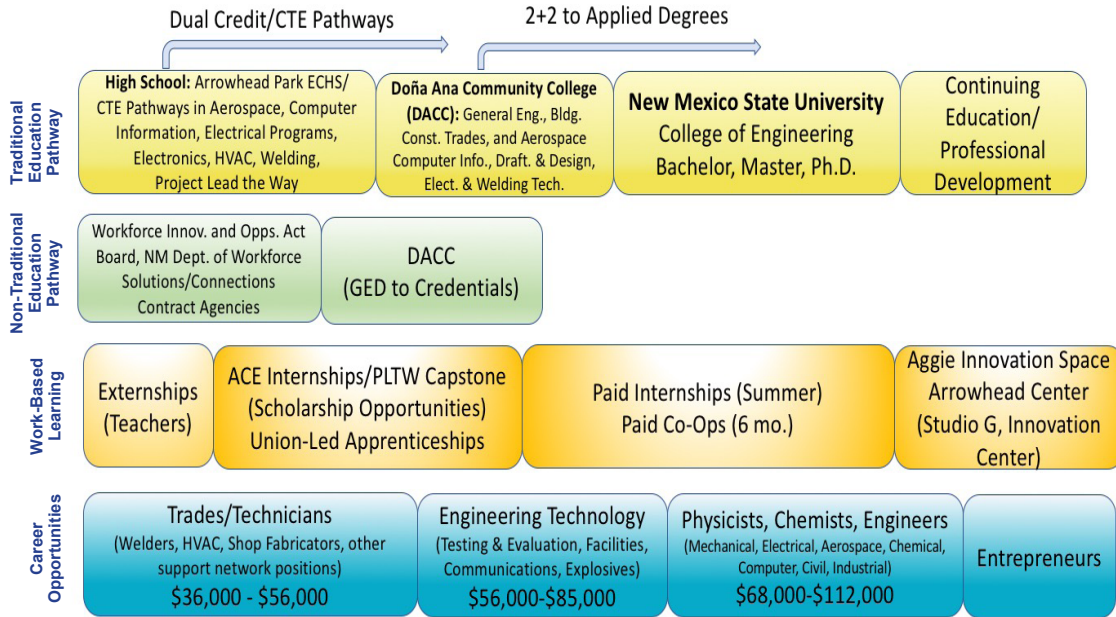 Dual Credit/CTE Pathways
2+2 to Applied Degrees
Traditional
Education
Pathway
High School: Arrowhead Park ECHS/
CTE Pathways in Aerospace, Computer
Information, Electrical Programs,
Electronics, HVAC, Welding,
Project Lead the Way
Doña Ana Community College
(DACC): General Eng., Bldg.
Const. Trades, and Aerospace
Computer Info., Draft. & Design,
Elect. & Welding Tech.
New Mexico State University
College of Engineering
Bachelor, Master, Ph.D.
Continuing
Education/
Professional
Development
Non-Traditional
Education
Pathway
Workforce Innov. and Opps. Act
Board, NM Dept. of Workforce
Solutions/Connections
Contract Agencies
DACC
(GED to Credentials)
Work-Based
Learning
Externships
(Teachers)
ACE Internships/PLTW Capstone
(Scholarship Opportunities)
Union-Led Apprenticeships
Paid Internships (Summer)
Paid Co-Ops (6 mo.)
Aggie Innovation Space
Arrowhead Center
(Studio G, Innovation
Center)
Career
Opportunities
Trades/Technicians
(Welders, HVAC, Shop Fabricators, other
support network positions)
$36,000 - $56,000
Engineering Technology
(Testing & Evaluation, Facilities,
Communications, Explosives)
$56,000-$85,000
Physicists, Chemists, Engineers
(Mechanical, Electrical, Aerospace, Chemical,
Computer, Civil, Industrial)
$68,000-$112,000
Entrepreneurs